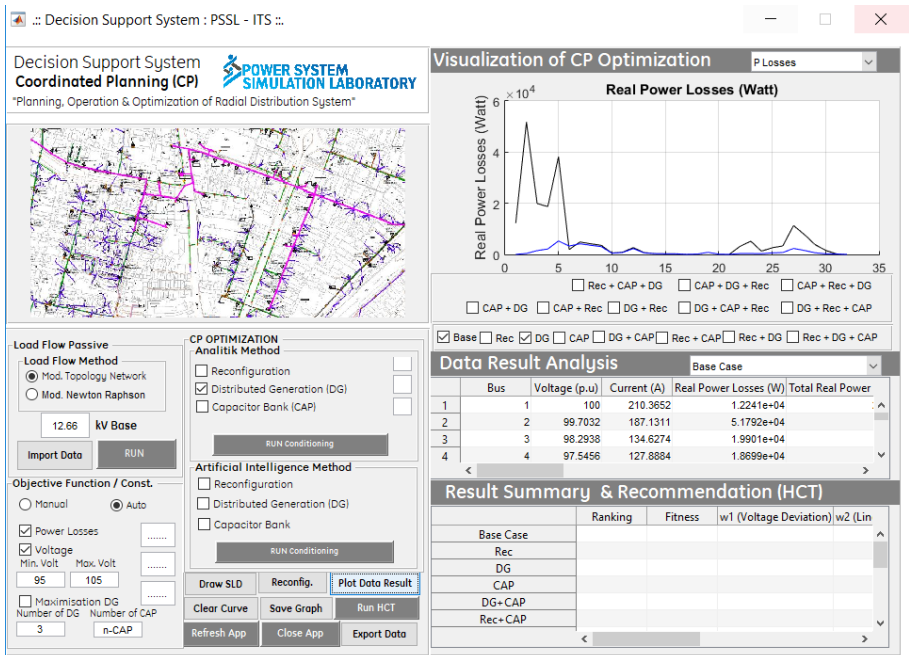 .:: Decision Support System : PSSL - ITS ::.
Decision Support System
Coordinated Planning (CP)
POWER SYSTEM
SIMULATION LABORATORY
"Planning, Operation & Optimization of Radial Distribution System"
Load Flow Passive
Load Flow Method
Mod. Topology Network
Mod. Newton Raphson
12.66 kV Base
Import Data RUN
Objective Function / Const.
Manual Auto
Power Losses .......
Voltage
Min. Volt Max. Volt .......
95 105
Maximisation DG .......
Number of DG Number of CAP
3 n-CAP
CP OPTIMIZATION
Analitik Method
Reconfiguration
Distributed Generation (DG)
Capacitor Bank (CAP)
RUN Conditioning
Artificial Intelligence Method
Reconfiguration
Distributed Generation (DG)
Capacitor Bank
RUN Conditioning
Draw SLD Reconfig. Plot Data Result
Clear Curve Save Graph Run HCT
Refresh App Close App Export Data
Visualization of CP Optimization P Losses
Real Power Losses (Watt)
×10^4
Real Power Losses (Watt)
6
4
2
0
0 5 10 15 20 25 30 35
Rec + CAP + DG CAP + DG + Rec CAP + Rec + DG
CAP + DG CAP + Rec DG + Rec DG + CAP + Rec DG + Rec + CAP
Base Rec DG CAP DG + CAP Rec + CAP Rec + DG Rec + DG + CAP
Data Result Analysis Base Case
Bus Voltage (p.u) Current (A) Real Power Losses (W) Total Real Power
1 1 100 210.3652 1.2241e+04
2 2 99.7032 187.1311 5.1792e+04
3 3 98.2938 134.6274 1.9901e+04
4 4 97.5456 127.8884 1.8699e+04
Result Summary & Recommendation (HCT)
Ranking Fitness w1 (Voltage Deviation) w2 (Lin
Base Case
Rec
DG
CAP
DG+CAP
Rec+CAP